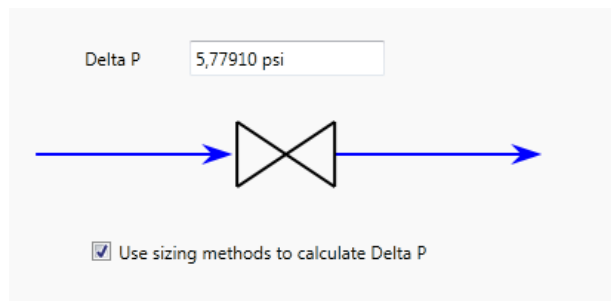 Delta P 5,77910 psi
Use sizing methods to calculate Delta P